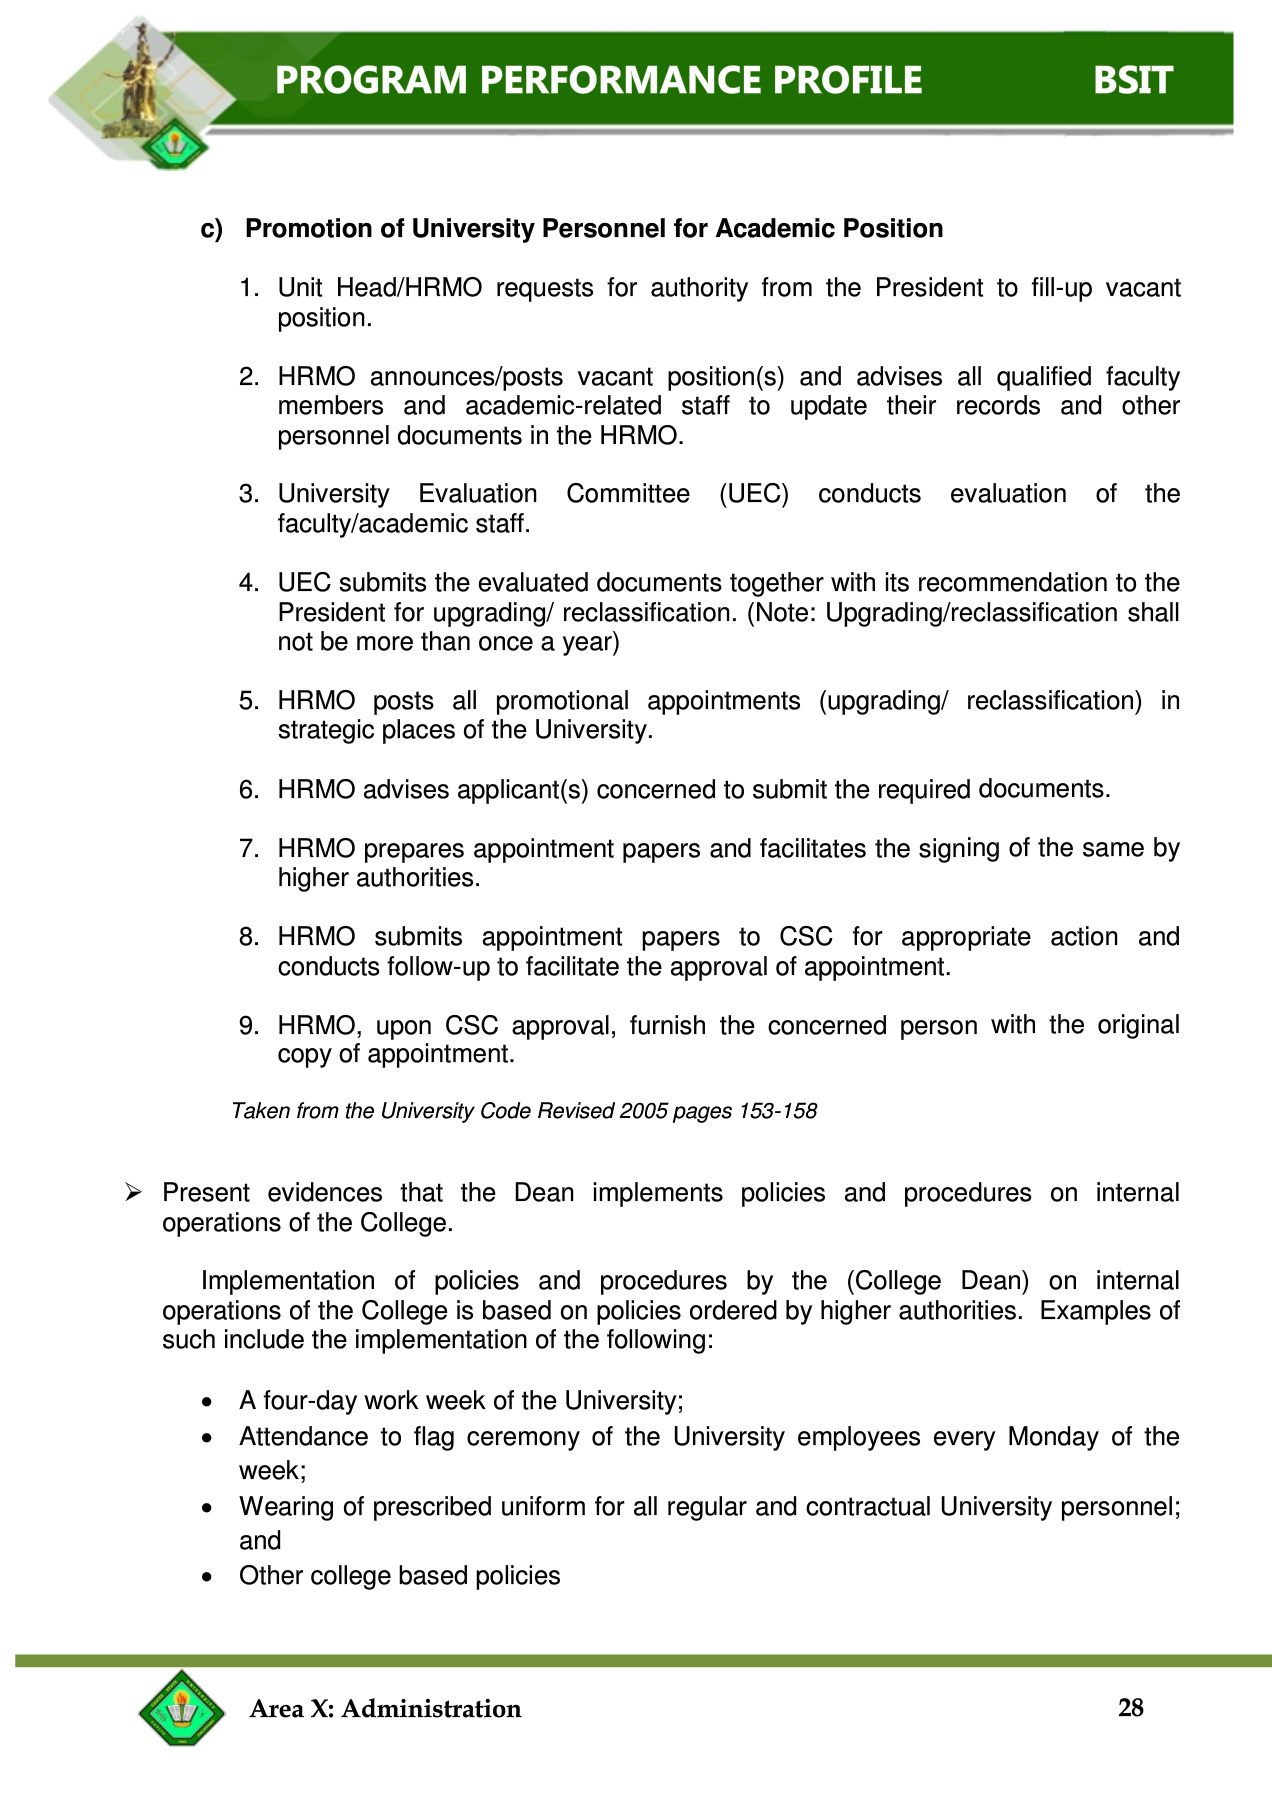 PROGRAM PERFORMANCE PROFILE BSIT
c) Promotion of University Personnel for Academic Position
1. Unit Head/HRMO requests for authority from the President to fill-up vacant
position.
2. HRMO announces/posts vacant position(s) and advises all qualified faculty
members and academic-related staff to update their records and other
personnel documents in the HRMO.
3. University Evaluation Committee (UEC) conducts evaluation of the
faculty/academic staff.
4. UEC submits the evaluated documents together with its recommendation to the
President for upgrading/ reclassification. (Note: Upgrading/reclassification shall
not be more than once a year)
5. HRMO posts all promotional appointments (upgrading/ reclassification) in
strategic places of the University.
6. HRMO advises applicant(s) concerned to submit the required documents.
7. HRMO prepares appointment papers and facilitates the signing of the same by
higher authorities.
8. HRMO submits appointment papers to CSC for appropriate action and
conducts follow-up to facilitate the approval of appointment.
9. HRMO, upon CSC approval, furnish the concerned person with the original
copy of appointment.
Taken from the University Code Revised 2005 pages 153-158
➢ Present evidences that the Dean implements policies and procedures on internal
operations of the College.
Implementation of policies and procedures by the (College Dean) on internal
operations of the College is based on policies ordered by higher authorities. Examples of
such include the implementation of the following:
• A four-day work week of the University;
• Attendance to flag ceremony of the University employees every Monday of the
week;
• Wearing of prescribed uniform for all regular and contractual University personnel;
and
• Other college based policies
Area X: Administration 28